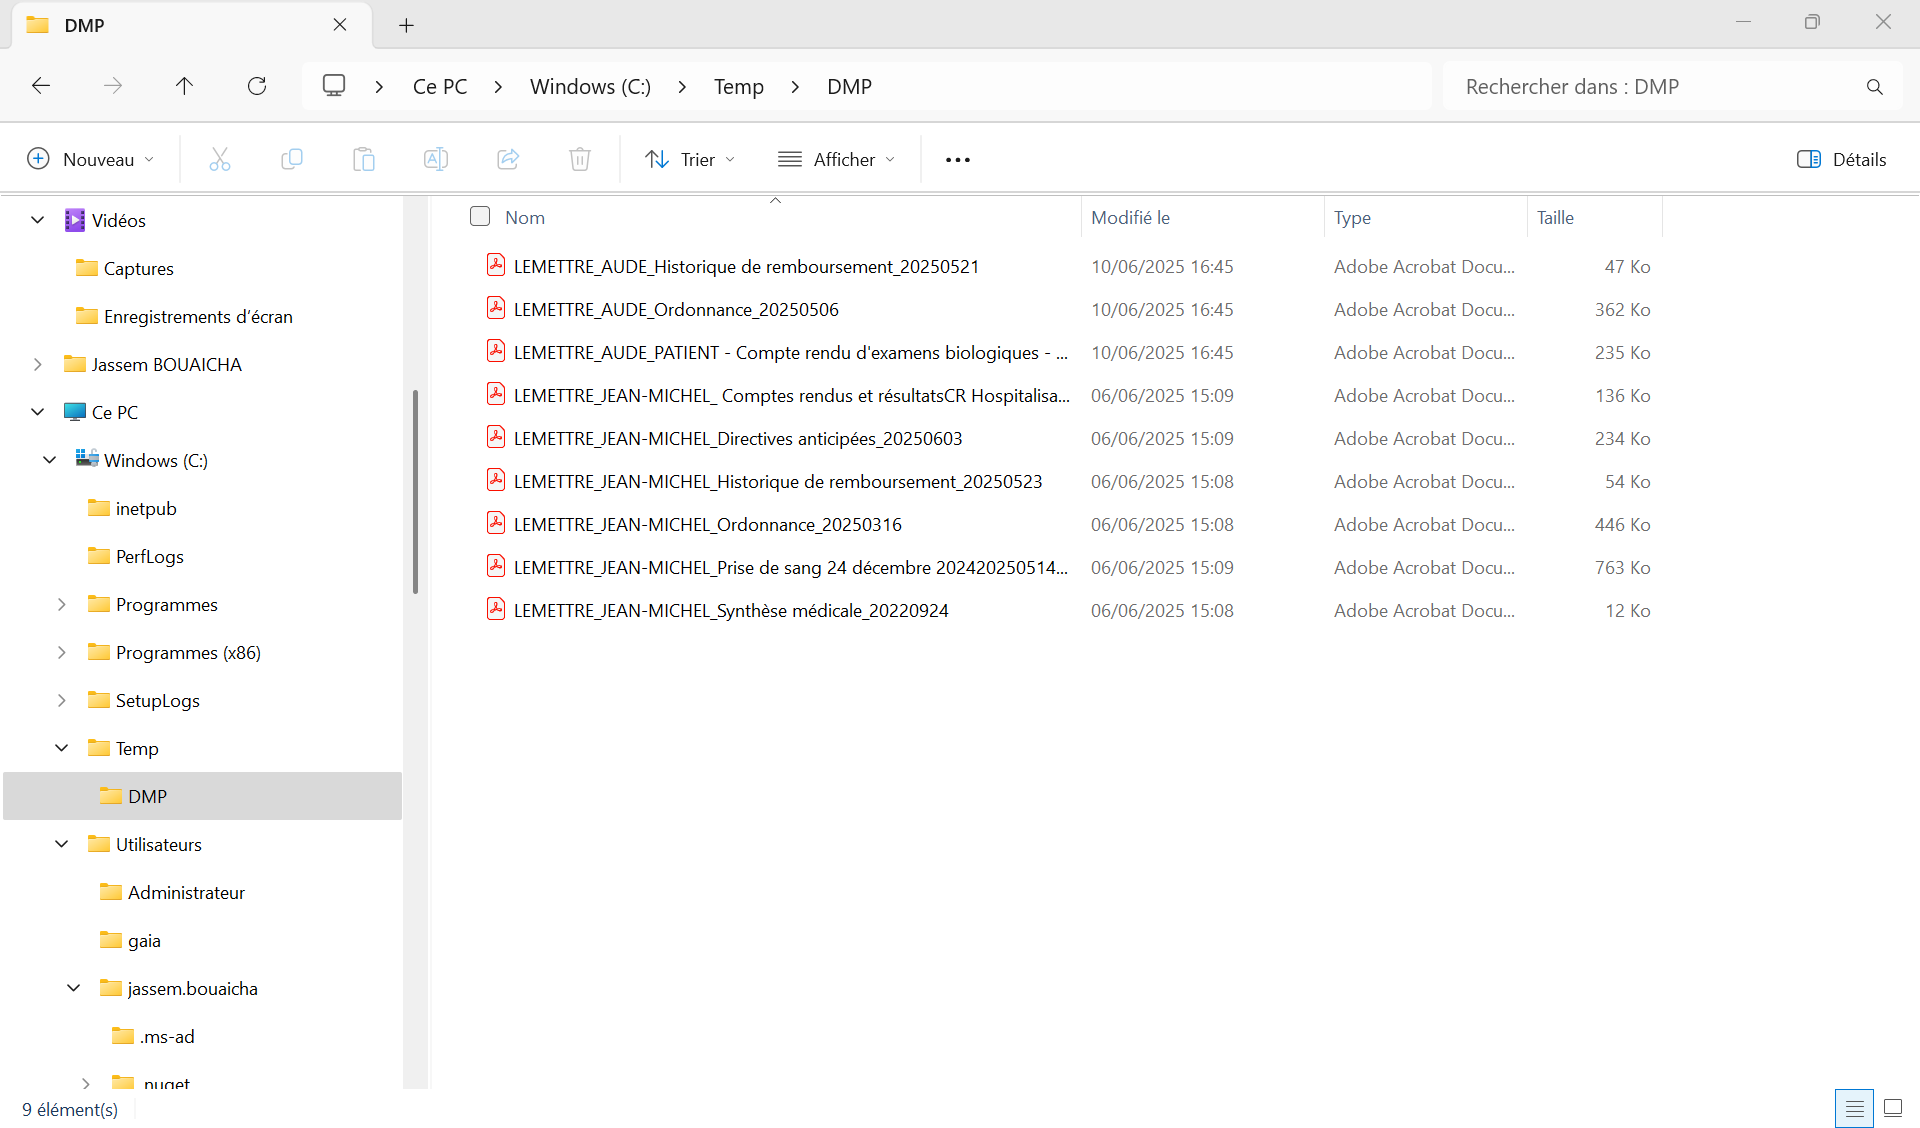 DMP
Ce PC > Windows (C:) > Temp > DMP
Rechercher dans : DMP
Nouveau
Trier
Afficher
Détails
Vidéos
Captures
Enregistrements d'écran
Jassem BOUAICHA
Ce PC
Windows (C:)
inetpub
PerfLogs
Programmes
Programmes (x86)
SetupLogs
Temp
DMP
Utilisateurs
Administrateur
gaia
jassem.bouaicha
.ms-ad
.nuget
Nom Modifié le Type Taille
LEMETTRE_AUDE_Historique de remboursement_20250521 10/06/2025 16:45 Adobe Acrobat Docu... 47 Ko
LEMETTRE_AUDE_Ordonnance_20250506 10/06/2025 16:45 Adobe Acrobat Docu... 362 Ko
LEMETTRE_AUDE_PATIENT - Compte rendu d'examens biologiques - ... 10/06/2025 16:45 Adobe Acrobat Docu... 235 Ko
LEMETTRE_JEAN-MICHEL_ Comptes rendus et résultatsCR Hospitalisa... 06/06/2025 15:09 Adobe Acrobat Docu... 136 Ko
LEMETTRE_JEAN-MICHEL_Directives anticipées_20250603 06/06/2025 15:09 Adobe Acrobat Docu... 234 Ko
LEMETTRE_JEAN-MICHEL_Historique de remboursement_20250523 06/06/2025 15:08 Adobe Acrobat Docu... 54 Ko
LEMETTRE_JEAN-MICHEL_Ordonnance_20250316 06/06/2025 15:08 Adobe Acrobat Docu... 446 Ko
LEMETTRE_JEAN-MICHEL_Prise de sang 24 décembre 202420250514... 06/06/2025 15:09 Adobe Acrobat Docu... 763 Ko
LEMETTRE_JEAN-MICHEL_Synthèse médicale_20220924 06/06/2025 15:08 Adobe Acrobat Docu... 12 Ko
9 élément(s)